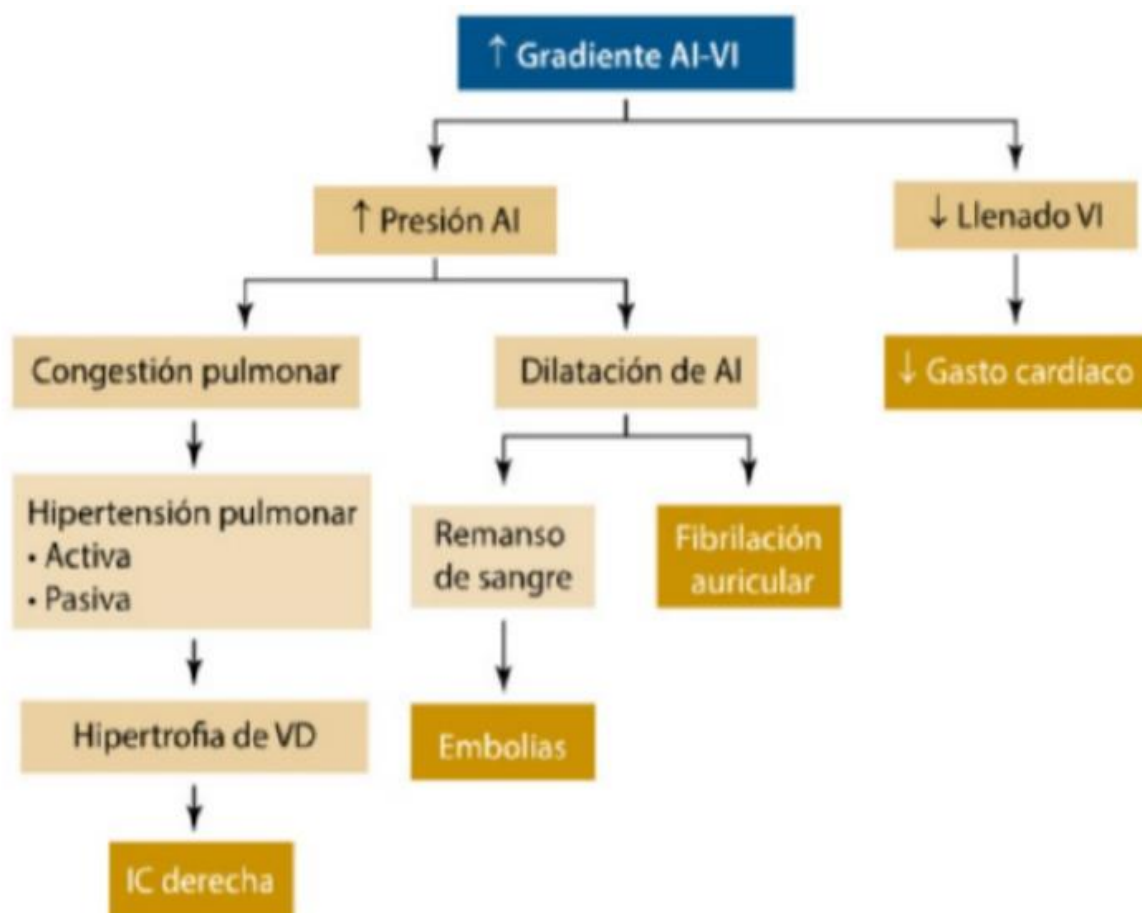 ↑ Gradiente AI-VI
↑ Presión AI
↓ Llenado VI
Congestión pulmonar
Dilatación de AI
↓ Gasto cardíaco
Hipertensión pulmonar
• Activa
• Pasiva
Remanso
de sangre
Fibrilación
auricular
Hipertrofia de VD
Embolias
IC derecha